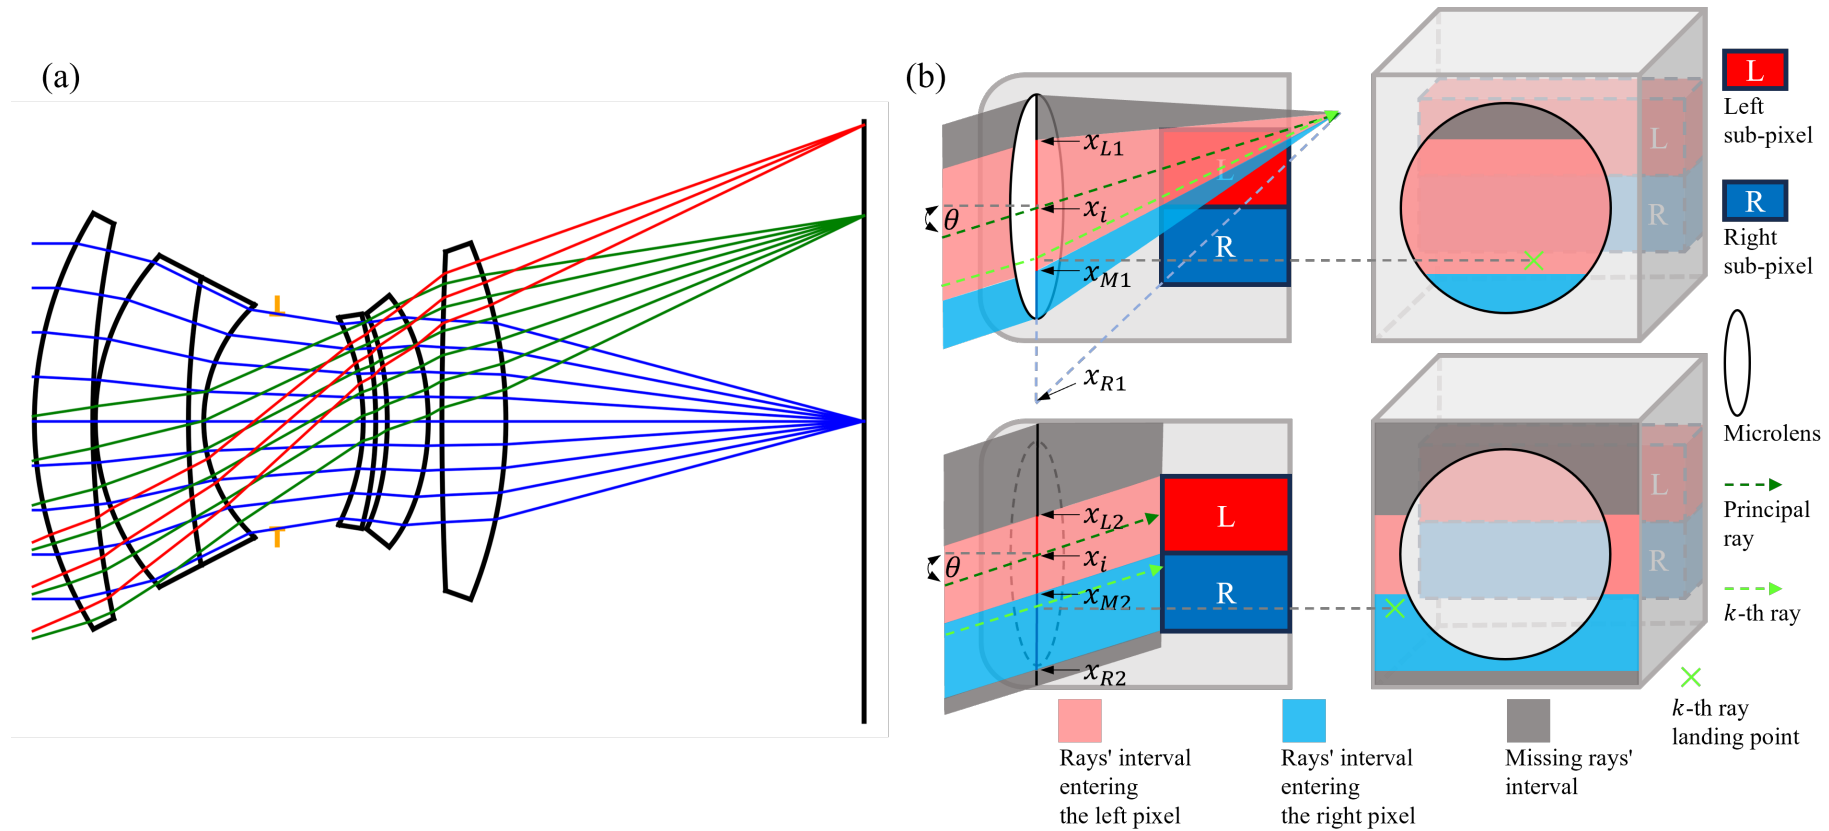 (a)
(b)
x_{L1}
L
θ
x_i
R
x_{M1}
x_{R1}
L
R
L
Left
sub-pixel
R
Right
sub-pixel
Microlens
Principal
ray
k-th ray
k-th ray
landing point
x_{L2}
L
θ
x_i
x_{M2}
R
x_{R2}
L
R
Rays' interval
entering
the left pixel
Rays' interval
entering
the right pixel
Missing rays'
interval